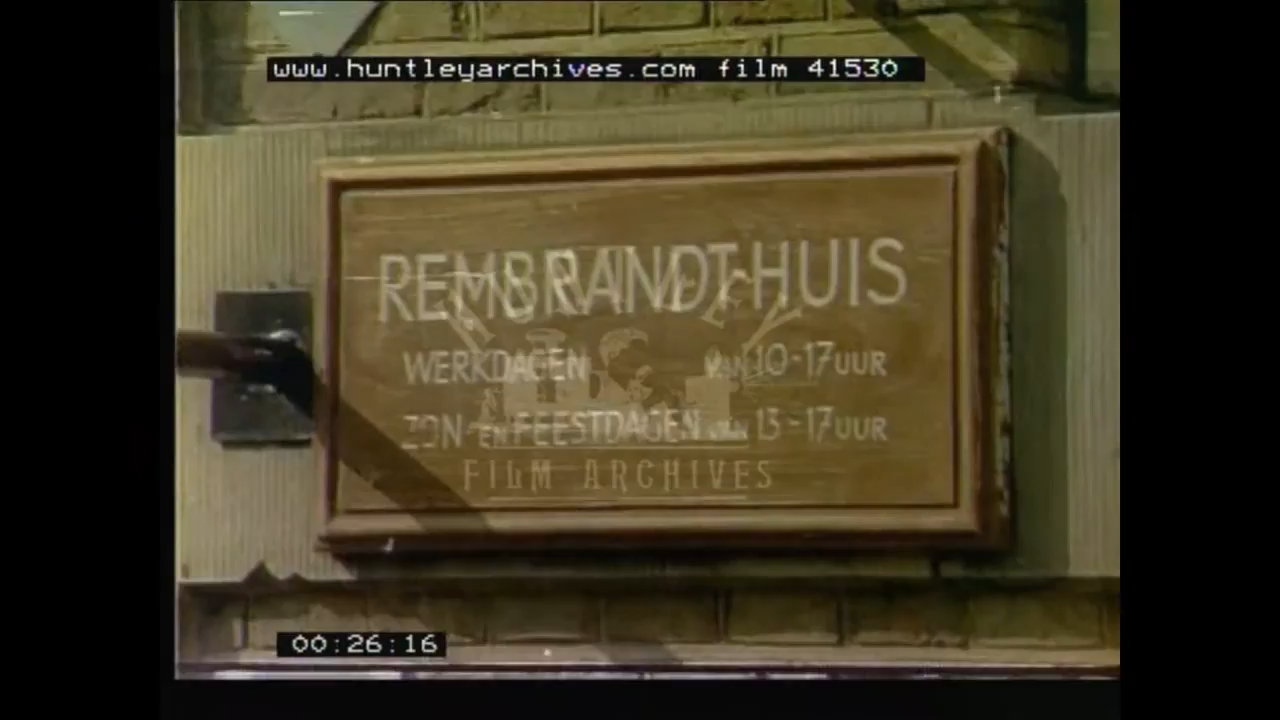 www.huntleyarchives.com film 41530
REMBRANDT-HUIS
HUNTLEY
WERKDAGEN VAN 10-17 UUR
ZON- EN FEESTDAGEN VAN 13-17 UUR
FILM ARCHIVES
00:26:16